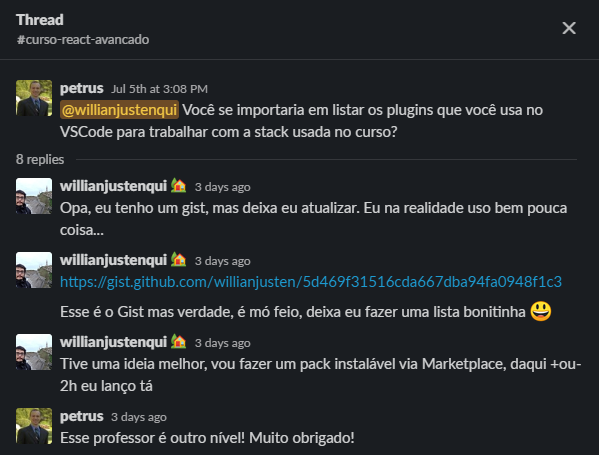 Thread
#curso-react-avancado
petrus Jul 5th at 3:08 PM
@willianjustenqui Você se importaria em listar os plugins que você usa no
VSCode para trabalhar com a stack usada no curso?
8 replies
willianjustenqui 3 days ago
Opa, eu tenho um gist, mas deixa eu atualizar. Eu na realidade uso bem pouca
coisa...
willianjustenqui 3 days ago
https://gist.github.com/willianjusten/5d469f31516cda667dba94fa0948f1c3
Esse é o Gist mas verdade, é mó feio, deixa eu fazer uma lista bonitinha 😃
willianjustenqui 3 days ago
Tive uma ideia melhor, vou fazer um pack instalável via Marketplace, daqui +ou-
2h eu lanço tá
petrus 3 days ago
Esse professor é outro nível! Muito obrigado!